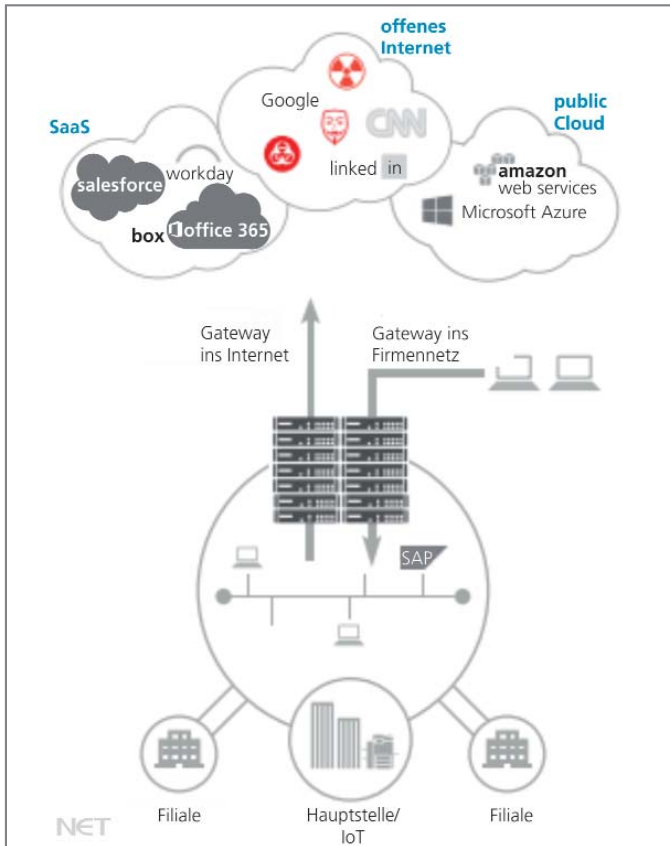 offenes
Internet
Google
CNN
linked in
SaaS
workday
salesforce
box
office 365
public
Cloud
amazon
web services
Microsoft Azure
Gateway
ins Internet
Gateway ins
Firmennetz
SAP
Filiale
Hauptstelle/
IoT
Filiale
NET